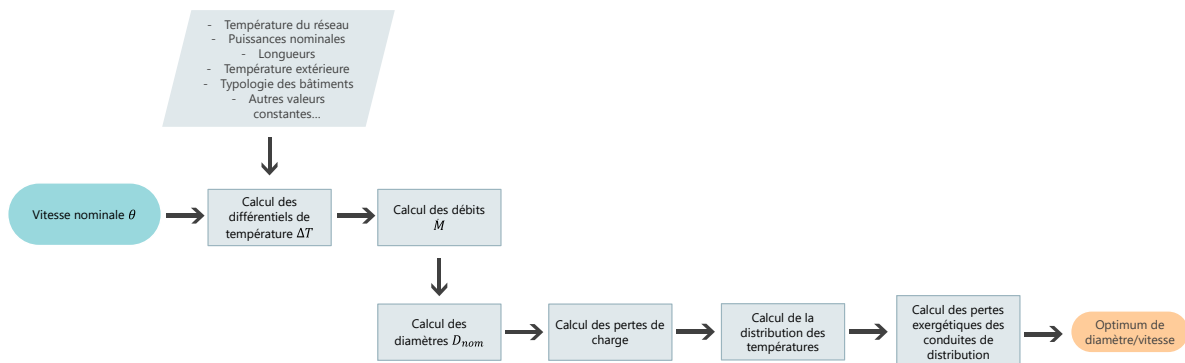 - Température du réseau
- Puissances nominales
- Longueurs
- Température extérieure
- Typologie des bâtiments
- Autres valeurs
constantes...
Vitesse nominale θ
Calcul des
différentiels de
température ΔT
Calcul des débits
Ṁ
Calcul des
diamètres D_nom
Calcul des pertes de
charge
Calcul de la
distribution des
températures
Calcul des pertes
exergétiques des
conduites de
distribution
Optimum de
diamètre/vitesse